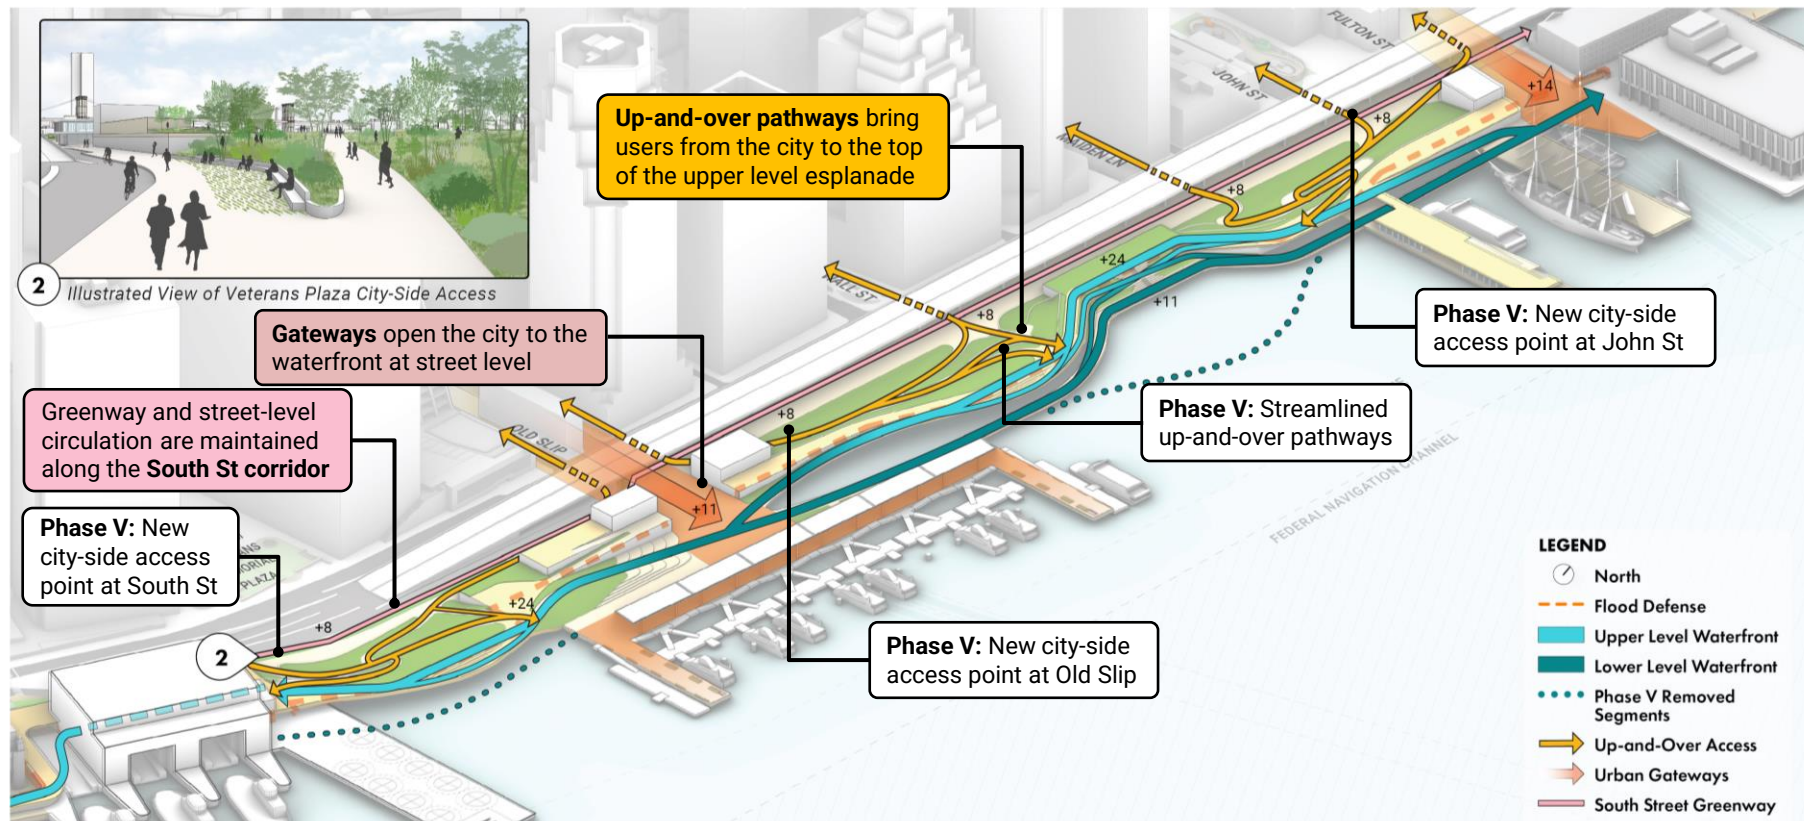 FULTON ST
JOHN ST
MAIDEN LN
WALL ST
OLD SLIP
+14
+8
+8
+24
+11
+8
+8
+11
+24
+8
Up-and-over pathways bring
users from the city to the top
of the upper level esplanade
2
Illustrated View of Veterans Plaza City-Side Access
Gateways open the city to the
waterfront at street level
Greenway and street-level
circulation are maintained
along the South St corridor
Phase V: New
city-side access
point at South St
PLAZA
2
Phase V: New city-side
access point at John St
Phase V: Streamlined
up-and-over pathways
Phase V: New city-side
access point at Old Slip
FEDERAL NAVIGATION CHANNEL
LEGEND
North
Flood Defense
Upper Level Waterfront
Lower Level Waterfront
Phase V Removed
Segments
Up-and-Over Access
Urban Gateways
South Street Greenway